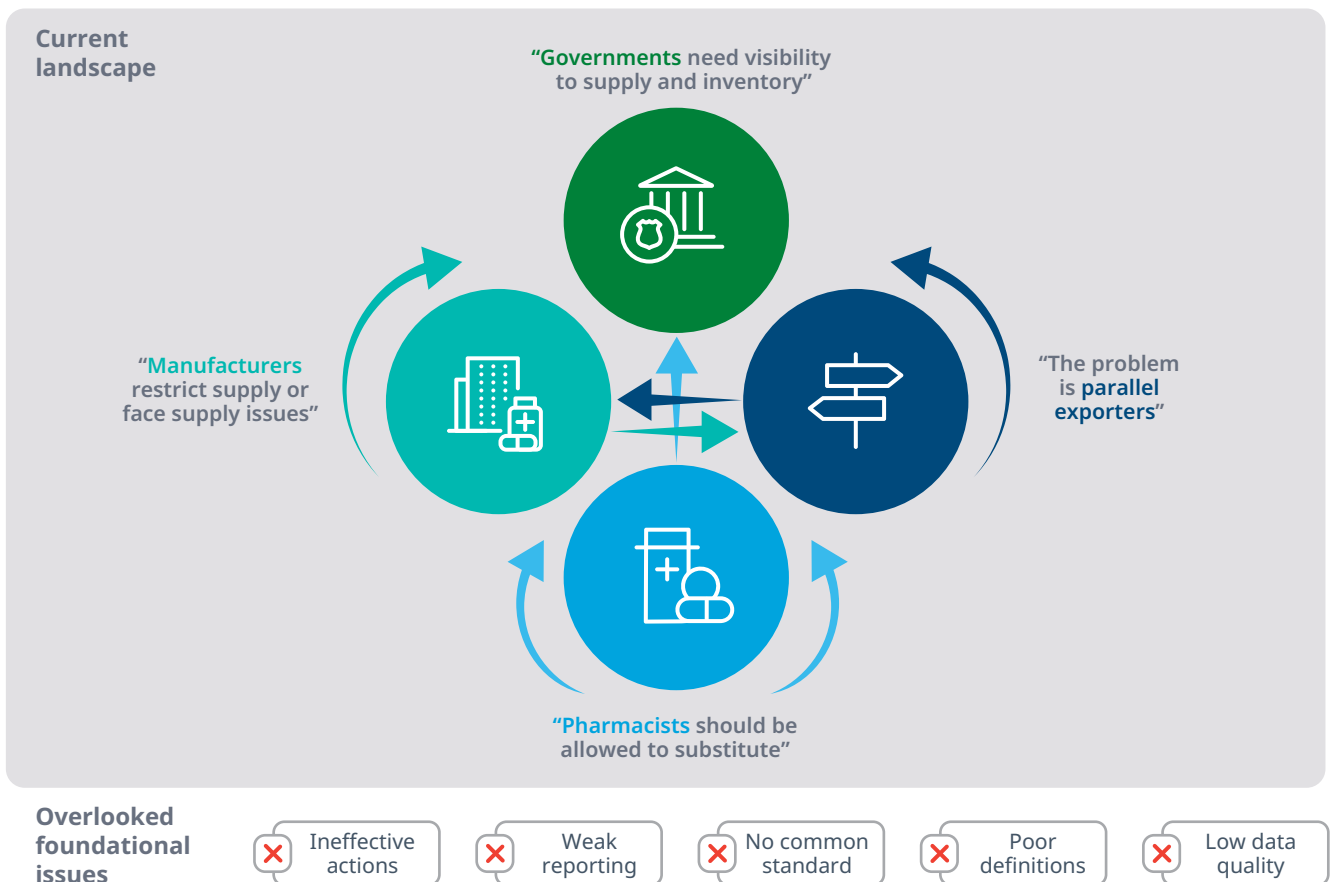 Current
landscape
“Governments need visibility
to supply and inventory”
“Manufacturers
restrict supply or
face supply issues”
“The problem
is parallel
exporters”
“Pharmacists should be
allowed to substitute”
Overlooked
foundational
issues
Ineffective
actions
Weak
reporting
No common
standard
Poor
definitions
Low data
quality